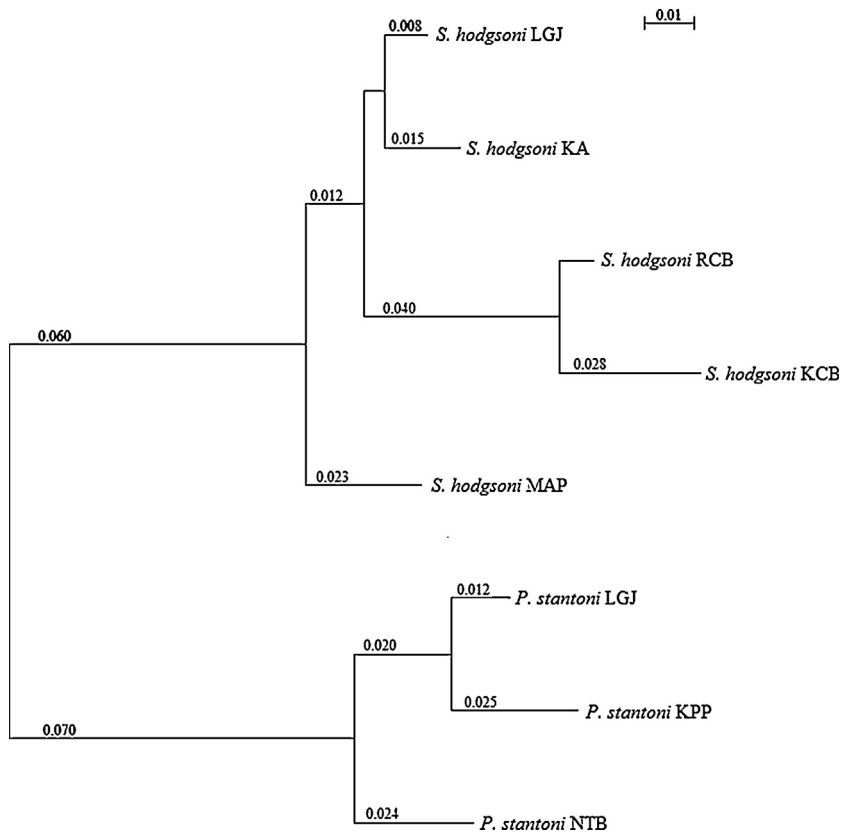 0.01
0.008
S. hodgsoni LGJ
0.015
S. hodgsoni KA
0.012
S. hodgsoni RCB
0.040
0.060
0.028
S. hodgsoni KCB
0.023
S. hodgsoni MAP
0.012
P. stantoni LGJ
0.020
0.025
P. stantoni KPP
0.070
0.024
P. stantoni NTB